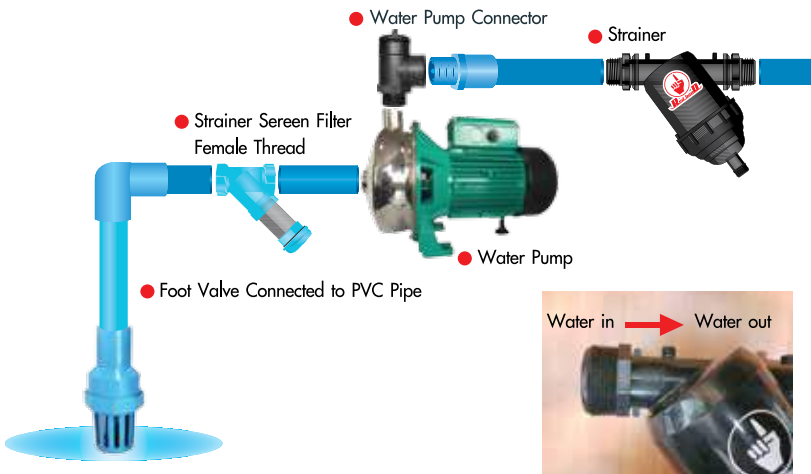 Water Pump Connector
Strainer
Strainer Sereen Filter
Female Thread
Water Pump
Foot Valve Connected to PVC Pipe
Water in
Water out